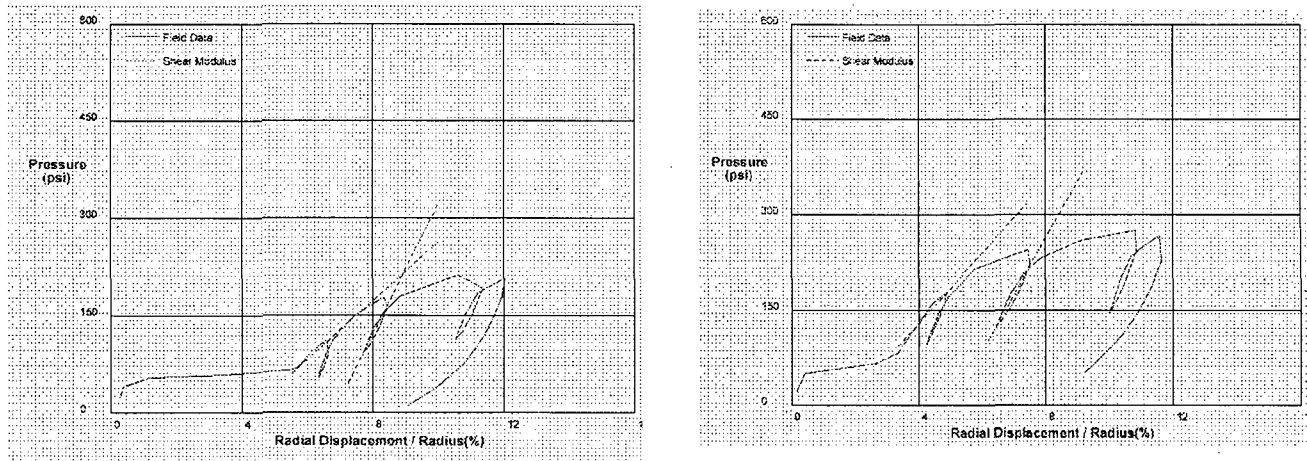 600
Field Data
Shear Modulus
450
Pressure
(psi)
300
150
0
0 4 8 12 1
Radial Displacement / Radius(%)
600
Field Data
Shear Modulus
450
Pressure
(psi)
300
150
0
0 4 8 12
Radial Displacement / Radius(%)